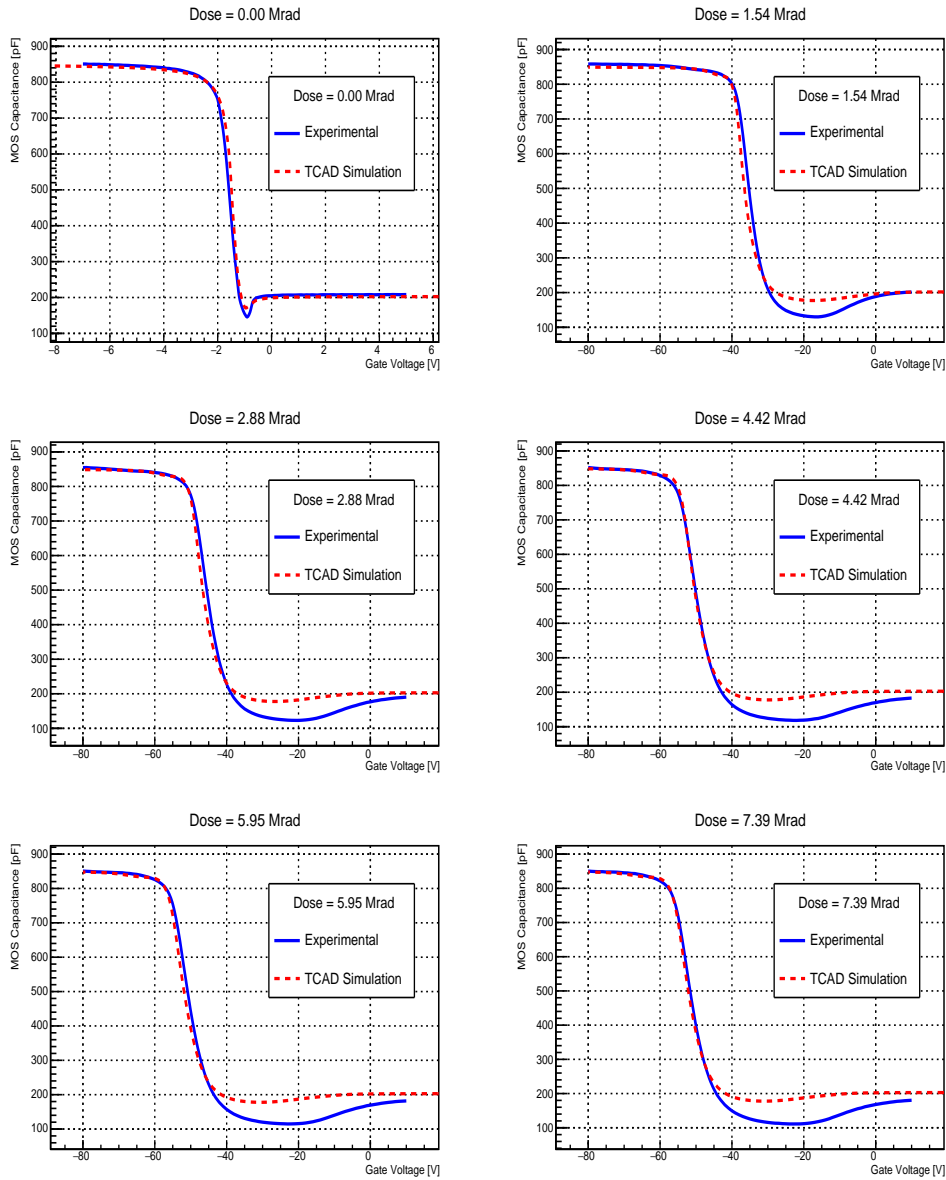 Dose = 0.00 Mrad
MOS Capacitance [pF]
900
800
700
600
500
400
300
200
100
Dose = 0.00 Mrad
Experimental
TCAD Simulation
−8 −6 −4 −2 0 2 4 6
Gate Voltage [V]
Dose = 1.54 Mrad
MOS Capacitance [pF]
900
800
700
600
500
400
300
200
100
Dose = 1.54 Mrad
Experimental
TCAD Simulation
−80 −60 −40 −20 0
Gate Voltage [V]
Dose = 2.88 Mrad
MOS Capacitance [pF]
900
800
700
600
500
400
300
200
100
Dose = 2.88 Mrad
Experimental
TCAD Simulation
−80 −60 −40 −20 0
Gate Voltage [V]
Dose = 4.42 Mrad
MOS Capacitance [pF]
900
800
700
600
500
400
300
200
100
Dose = 4.42 Mrad
Experimental
TCAD Simulation
−80 −60 −40 −20 0
Gate Voltage [V]
Dose = 5.95 Mrad
MOS Capacitance [pF]
900
800
700
600
500
400
300
200
100
Dose = 5.95 Mrad
Experimental
TCAD Simulation
−80 −60 −40 −20 0
Gate Voltage [V]
Dose = 7.39 Mrad
MOS Capacitance [pF]
900
800
700
600
500
400
300
200
100
Dose = 7.39 Mrad
Experimental
TCAD Simulation
−80 −60 −40 −20 0
Gate Voltage [V]